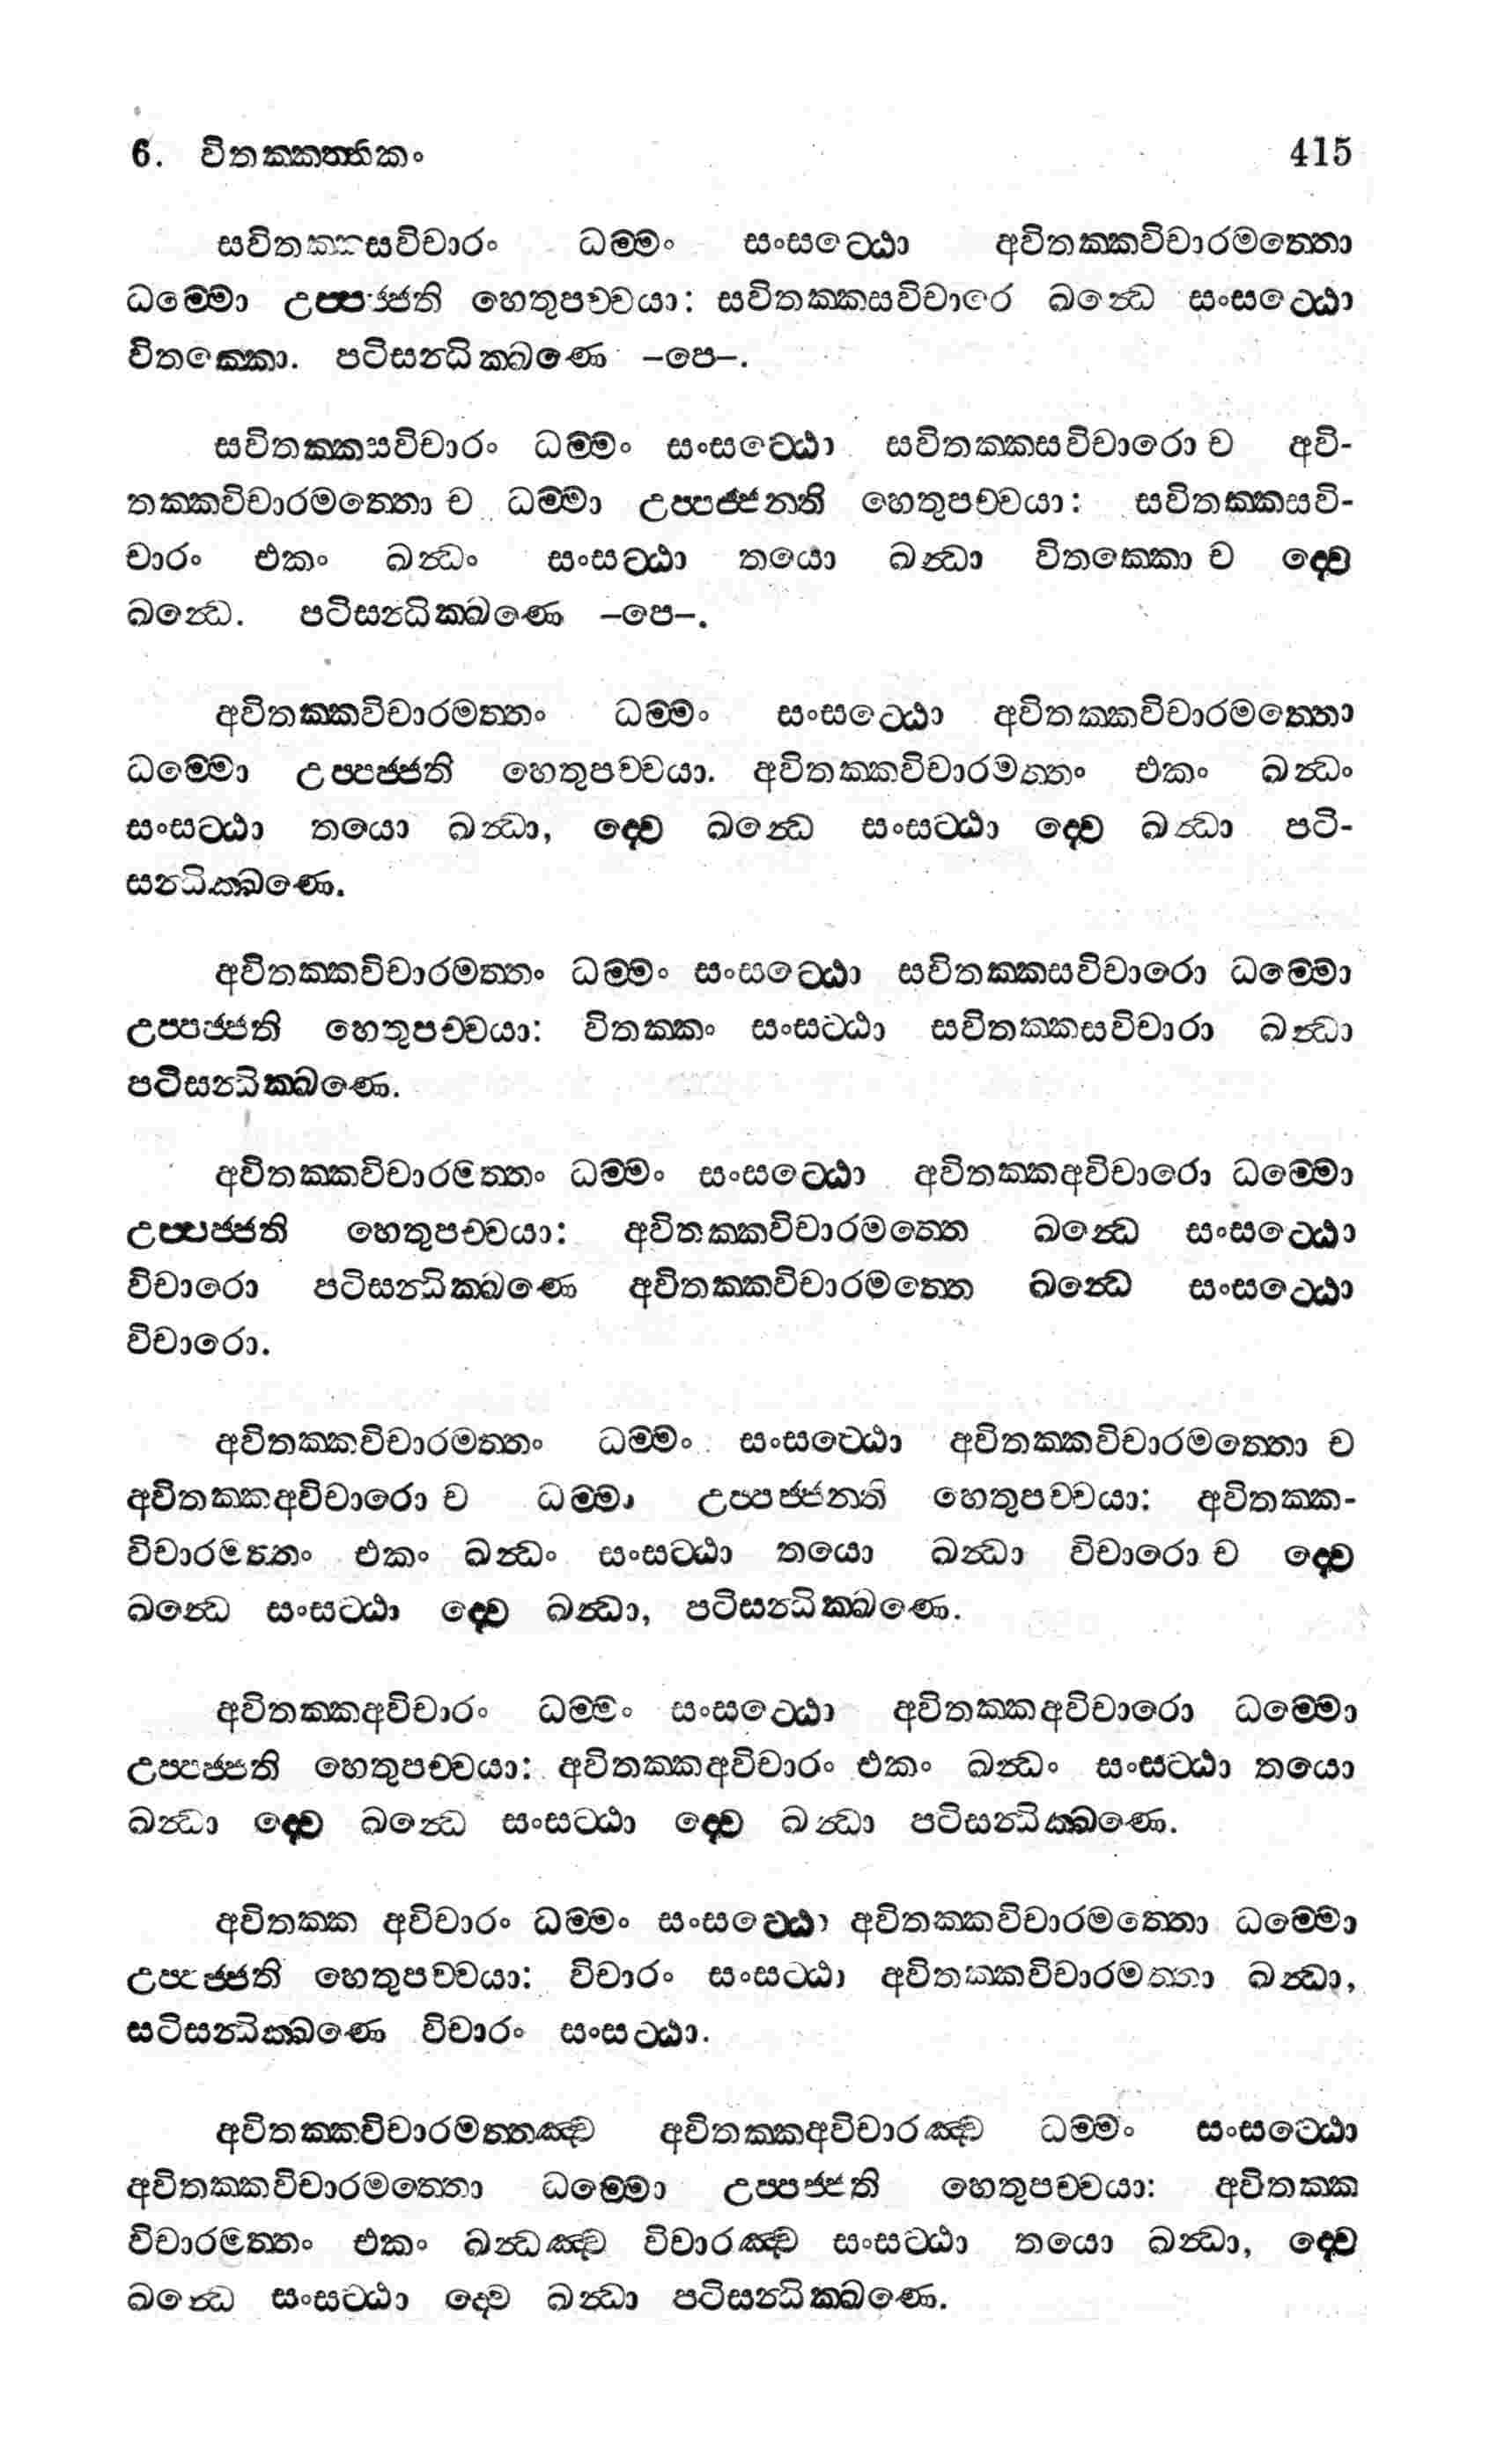 6. විතක්කත්තිකං 415
සවිතක්කසවිචාරං ධම්මං සංසට්ඨො අවිතක්කවිචාරමත්තො
ධම්මො උප්පජ්ජති හෙතුපච්චයා: සවිතක්කසවිචාරෙ ඛන්ධෙ සංසට්ඨො
විතක්කො. පටිසන්ධික්ඛණෙ –පෙ–.
සවිතක්කසවිචාරං ධම්මං සංසට්ඨා සවිතක්කසවිචාරො ච අවි-
තක්කවිචාරමත්තො ච ධම්මා උප්පජ්ජන්ති හෙතුපච්චයා: සවිතක්කසවි-
චාරං එකං ඛන්ධං සංසට්ඨා තයො ඛන්ධා විතක්කො ච ද්වෙ
ඛන්ධෙ. පටිසන්ධික්ඛණෙ –පෙ–.
අවිතක්කවිචාරමත්තං ධම්මං සංසට්ඨො අවිතක්කවිචාරමත්තො
ධම්මො උප්පජ්ජති හෙතුපච්චයා. අවිතක්කවිචාරමත්තං එකං ඛන්ධං
සංසට්ඨා තයො ඛන්ධා, ද්වෙ ඛන්ධෙ සංසට්ඨා ද්වෙ ඛන්ධා පටි-
සන්ධික්ඛණෙ.
අවිතක්කවිචාරමත්තං ධම්මං සංසට්ඨො සවිතක්කසවිචාරො ධම්මො
උප්පජ්ජති හෙතුපච්චයා: විතක්කං සංසට්ඨා සවිතක්කසවිචාරා ඛන්ධා
පටිසන්ධික්ඛණෙ.
අවිතක්කවිචාරමත්තං ධම්මං සංසට්ඨො අවිතක්කඅවිචාරො ධම්මො
උප්පජ්ජති හෙතුපච්චයා: අවිතක්කවිචාරමත්තෙ ඛන්ධෙ සංසට්ඨො
විචාරො පටිසන්ධික්ඛණෙ අවිතක්කවිචාරමත්තෙ ඛන්ධෙ සංසට්ඨො
විචාරො.
අවිතක්කවිචාරමත්තං ධම්මං සංසට්ඨො අවිතක්කවිචාරමත්තො ච
අවිතක්කඅවිචාරො ච ධම්මා උප්පජ්ජන්ති හෙතුපච්චයා: අවිතක්ක-
විචාරමත්තං එකං ඛන්ධං සංසට්ඨා තයො ඛන්ධා විචාරො ච ද්වෙ
ඛන්ධෙ සංසට්ඨා ද්වෙ ඛන්ධා, පටිසන්ධික්ඛණෙ.
අවිතක්කඅවිචාරං ධම්මං සංසට්ඨො අවිතක්කඅවිචාරො ධම්මො
උප්පජ්ජති හෙතුපච්චයා: අවිතක්කඅවිචාරං එකං ඛන්ධං සංසට්ඨා තයො
ඛන්ධා ද්වෙ ඛන්ධෙ සංසට්ඨා ද්වෙ ඛන්ධා පටිසන්ධික්ඛණෙ.
අවිතක්ක අවිචාරං ධම්මං සංසට්ඨො අවිතක්කවිචාරමත්තො ධම්මො
උප්පජ්ජති හෙතුපච්චයා: විචාරං සංසට්ඨා අවිතක්කවිචාරමත්තා ඛන්ධා,
සටිසන්ධික්ඛණෙ විචාරං සංසට්ඨා.
අවිතක්කවිචාරමත්තඤ්ච අවිතක්කඅවිචාරඤ්ච ධම්මං සංසට්ඨො
අවිතක්කවිචාරමත්තො ධම්මො උප්පජ්ජති හෙතුපච්චයා: අවිතක්ක
විචාරමත්තං එකං ඛන්ධඤ්ච විචාරඤ්ච සංසට්ඨා තයො ඛන්ධා, ද්වෙ
ඛන්ධෙ සංසට්ඨා ද්වෙ ඛන්ධා පටිසන්ධික්ඛණෙ.